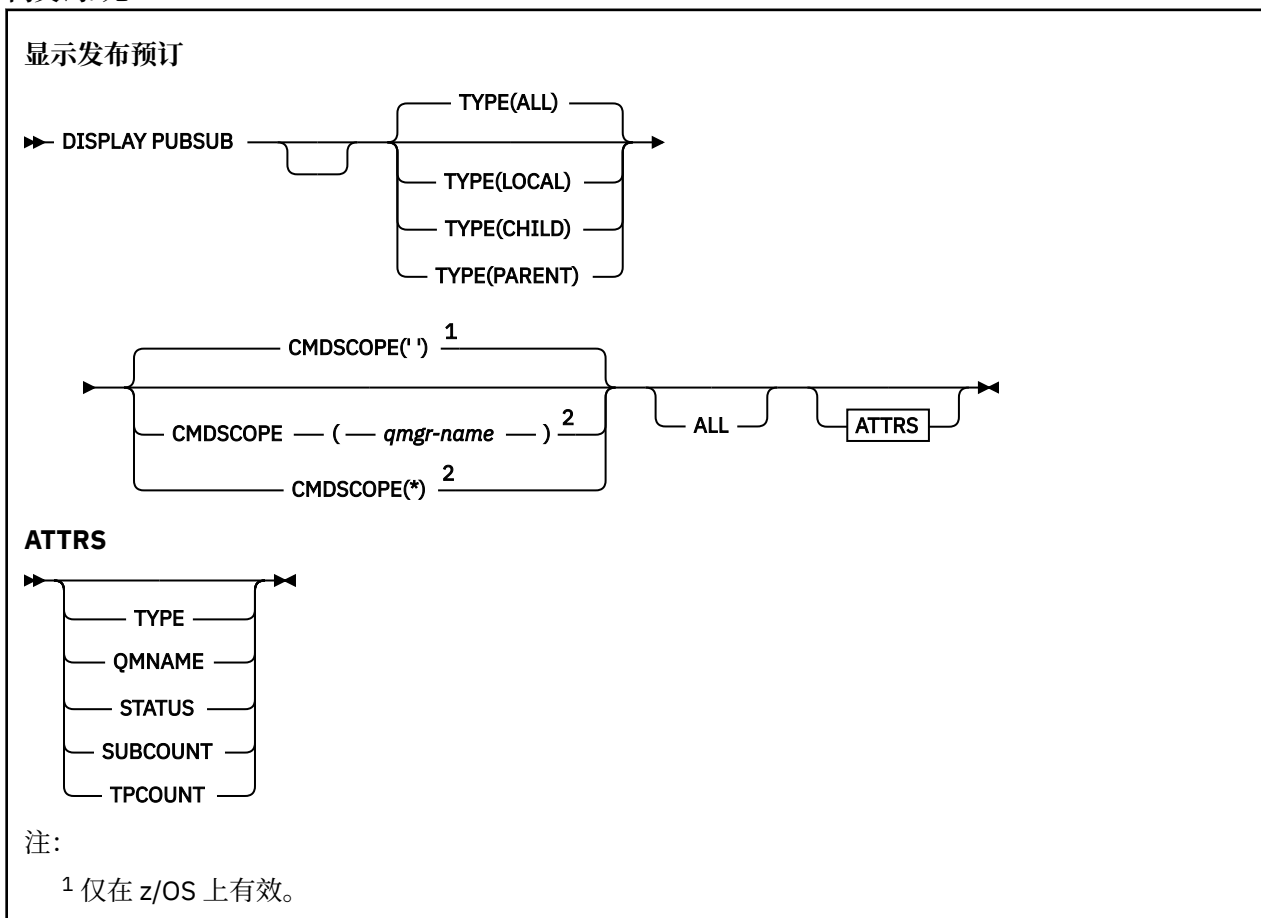 显示发布预订
TYPE(ALL)
DISPLAY PUBSUB
TYPE(LOCAL)
TYPE(CHILD)
TYPE(PARENT)
CMDSCOPE(' ') 1
CMDSCOPE ( qmgr-name ) 2
ALL
ATTRS
CMDSCOPE(*) 2
ATTRS
TYPE
QMNAME
STATUS
SUBCOUNT
TPCOUNT
注:
1 仅在 z/OS 上有效。